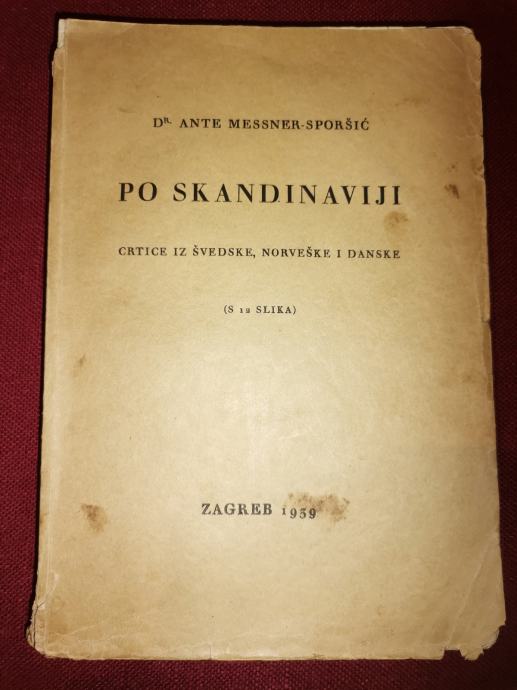 DR. ANTE MESSNER-SPORŠIĆ
PO SKANDINAVIJI
CRTICE IZ ŠVEDSKE, NORVEŠKE I DANSKE
(S 12 SLIKA)
ZAGREB 1939